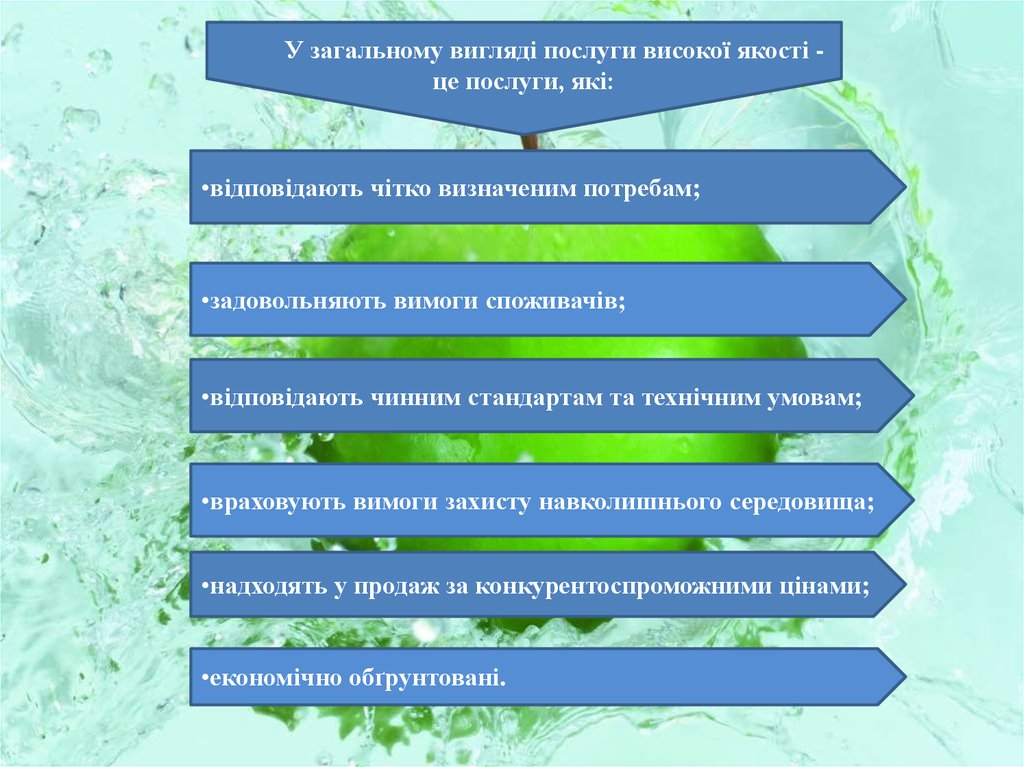 У загальному вигляді послуги високої якості -
це послуги, які:
•відповідають чітко визначеним потребам;
•задовольняють вимоги споживачів;
•відповідають чинним стандартам та технічним умовам;
•враховують вимоги захисту навколишнього середовища;
•надходять у продаж за конкурентоспроможними цінами;
•економічно обґрунтовані.